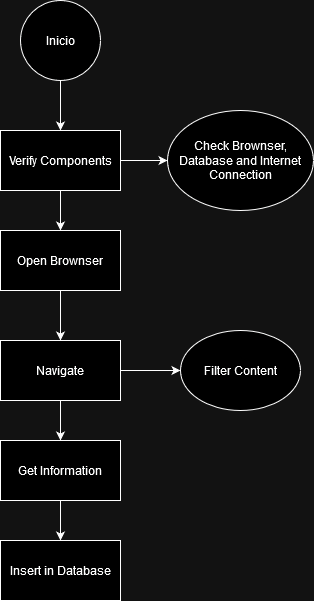 Inicio
Verify Components
Check Brownser,
Database and Internet
Connection
Open Brownser
Navigate
Filter Content
Get Information
Insert in Database